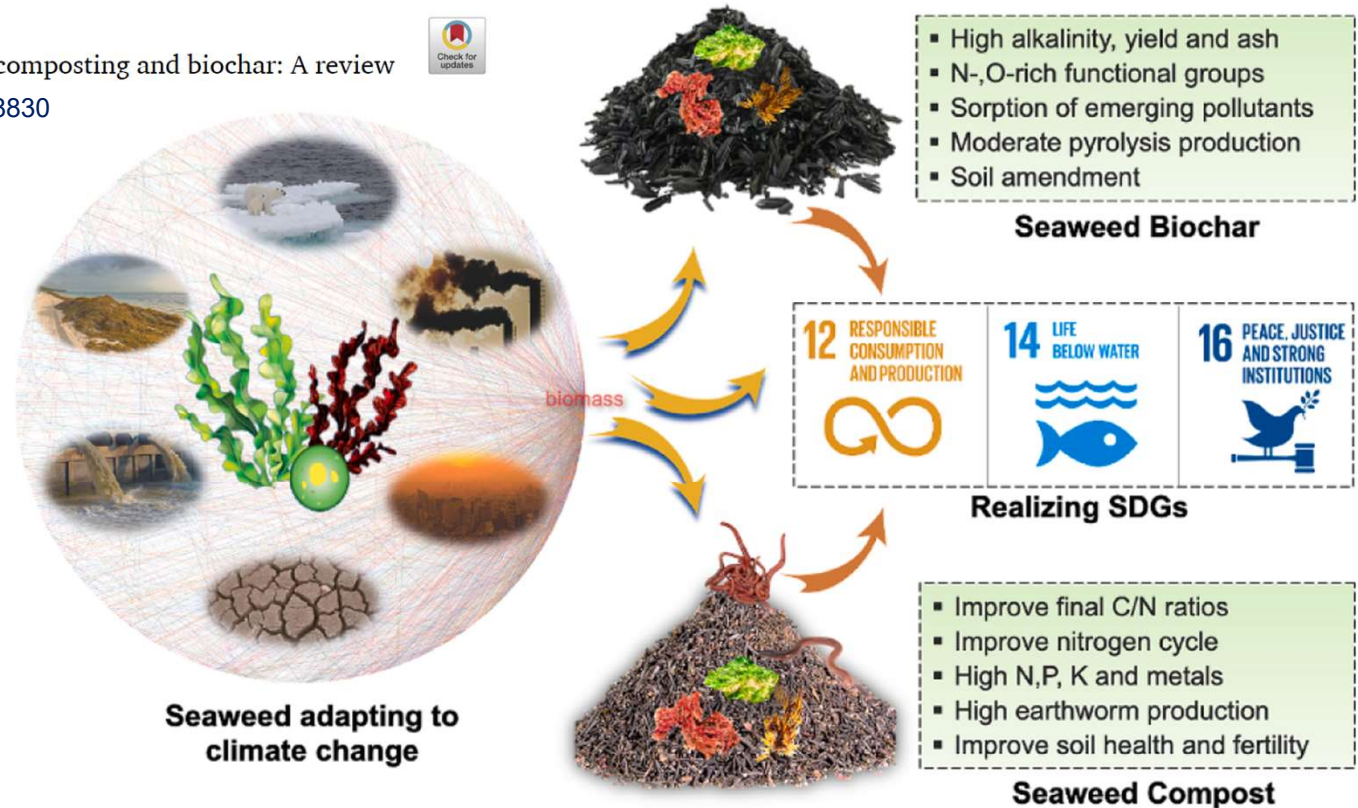 composting and biochar: A review
Check for
updates
3830
High alkalinity, yield and ash
N-,O-rich functional groups
Sorption of emerging pollutants
Moderate pyrolysis production
Soil amendment
Seaweed Biochar
biomass
12 RESPONSIBLE
CONSUMPTION
AND PRODUCTION
14 LIFE
BELOW WATER
16 PEACE, JUSTICE
AND STRONG
INSTITUTIONS
Realizing SDGs
Seaweed adapting to
climate change
Improve final C/N ratios
Improve nitrogen cycle
High N,P, K and metals
High earthworm production
Improve soil health and fertility
Seaweed Compost